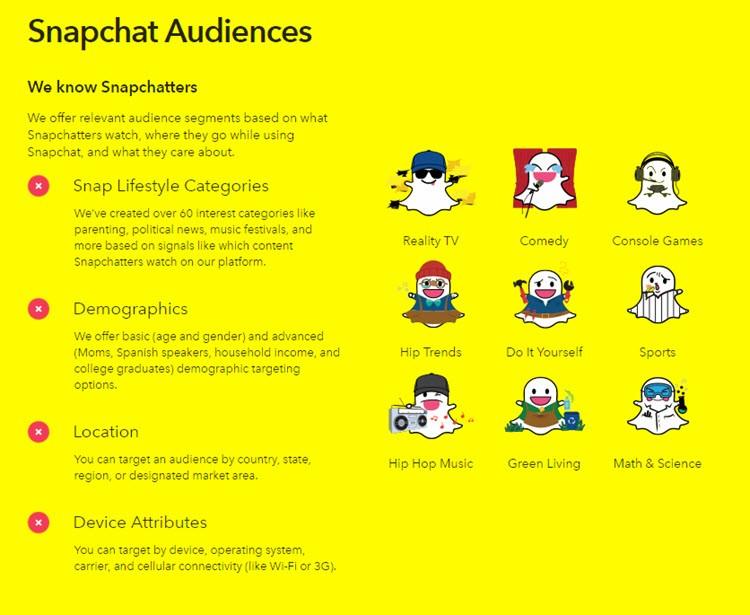 Snapchat Audiences
We know Snapchatters
We offer relevant audience segments based on what
Snapchatters watch, where they go while using
Snapchat, and what they care about.
Snap Lifestyle Categories
We've created over 60 interest categories like
parenting, political news, music festivals, and
more based on signals like which content
Snapchatters watch on our platform.
Demographics
We offer basic (age and gender) and advanced
(Moms, Spanish speakers, household income, and
college graduates) demographic targeting
options.
Location
You can target an audience by country, state,
region, or designated market area.
Device Attributes
You can target by device, operating system,
carrier, and cellular connectivity (like Wi-Fi or 3G).
Reality TV
Comedy
Console Games
Hip Trends
Do It Yourself
Sports
Hip Hop Music
Green Living
Math & Science